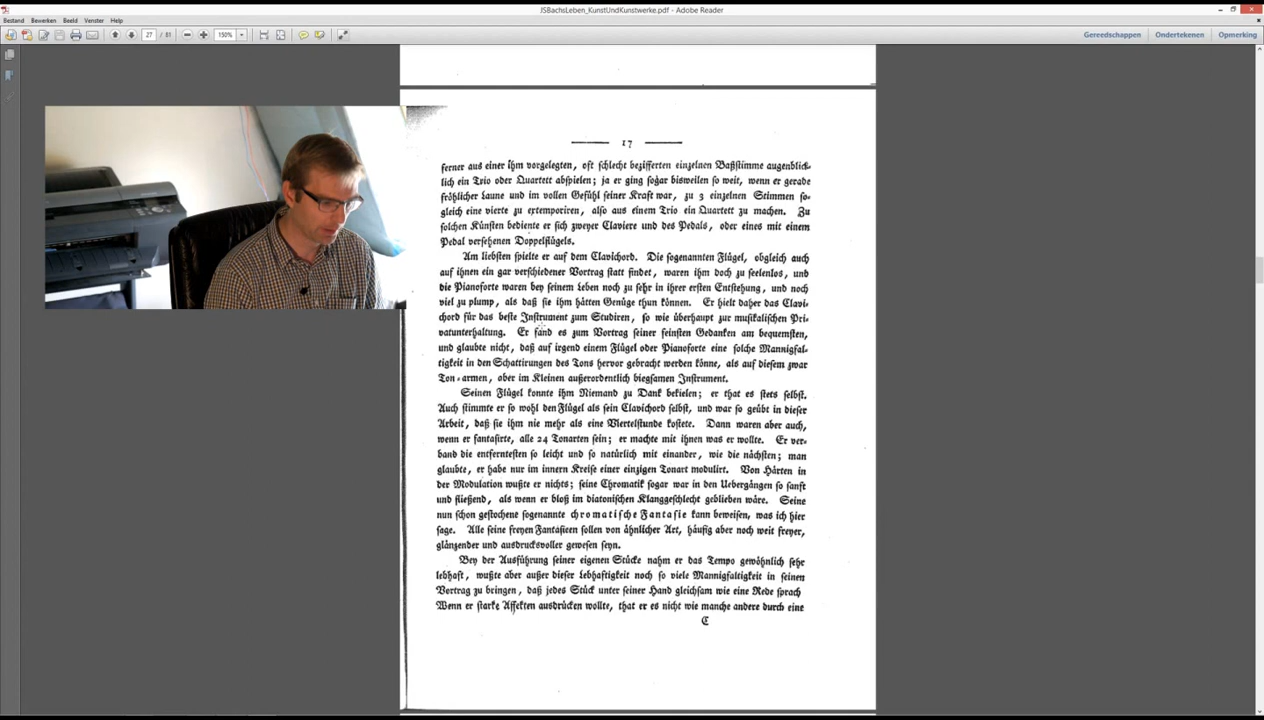 JSBachsLeben_KunstUndKunstwerke.pdf - Adobe Reader
Bestand Bewerken Beeld Venster Help
27 / 81 150%
Gereedschappen Ondertekenen Opmerking
17
ferner aus einer ihm vorgelegten, oft schlecht bezifferten einzelnen Baßstimme augenblick-
lich ein Trio oder Quartett abspielen; ja er ging sogar bisweilen so weit, wenn er gerade
fröhlicher Laune und im vollen Gefühl seiner Kraft war, zu 3 einzelnen Stimmen so-
gleich eine vierte zu extemporiren, also aus einem Trio ein Quartett zu machen. Zu
solchen Künsten bediente er sich zweyer Claviere und des Pedals, oder eines mit einem
Pedal versehenen Doppelflügels.
Am liebsten spielte er auf dem Clavichord. Die sogenannten Flügel, obgleich auch
auf ihnen ein gar verschiedener Vortrag statt findet, waren ihm doch zu seelenlos, und
die Pianoforte waren bey seinem Leben noch zu sehr in ihrer ersten Entstehung, und noch
viel zu plump, als daß sie ihm hätten Genüge thun können. Er hielt daher das Clavi-
chord für das beste Instrument zum Studiren, so wie überhaupt zur musikalischen Pri-
vatunterhaltung. Er fand es zum Vortrag seiner feinsten Gedanken am bequemsten,
und glaubte nicht, daß auf irgend einem Flügel oder Pianoforte eine solche Mannigfal-
tigkeit in den Schattirungen des Tons hervor gebracht werden könne, als auf diesem zwar
Ton-armen, aber im Kleinen außerordentlich biegsamen Instrument.
Seinen Flügel konnte ihm Niemand zu Dank bekielen; er that es stets selbst.
Auch stimmte er so wohl den Flügel als sein Clavichord selbst, und war so geübt in dieser
Arbeit, daß sie ihm nie mehr als eine Viertelstunde kostete. Dann waren aber auch,
wenn er fantasirte, alle 24 Tonarten sein; er machte mit ihnen was er wollte. Er ver-
band die entferntesten so leicht und so natürlich mit einander, wie die nächsten; man
glaubte, er habe nur im innern Kreise einer einzigen Tonart modulirt. Von Härten in
der Modulation wußte er nichts; seine Chromatik sogar war in den Uebergängen so sanft
und fließend, als wenn er bloß im diatonischen Klanggeschlecht geblieben wäre. Seine
nun schon gestochene sogenannte chromatische Fantasie kann beweisen, was ich hier
sage. Alle seine freyen Fantasieen sollen von ähnlicher Art, häufig aber noch weit freyer,
glänzender und ausdrucksvoller gewesen seyn.
Bey der Ausführung seiner eigenen Stücke nahm er das Tempo gewöhnlich sehr
lebhaft, wußte aber außer dieser Lebhaftigkeit noch so viele Mannigfaltigkeit in seinen
Vortrag zu bringen, daß jedes Stück unter seiner Hand gleichsam wie eine Rede sprach
Wenn er starke Affekten ausdrücken wollte, that er es nicht wie manche andere durch eine
C